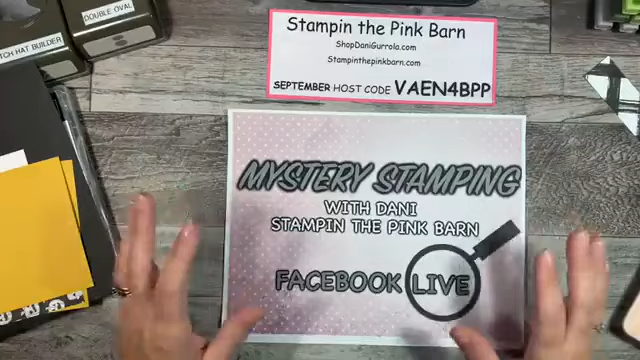 DOUBLE OVAL
TCH HAT BUILDER
Stampin the Pink Barn
ShopDaniGurrola.com
Stampinthepinkbarn.com
SEPTEMBER HOST CODE VAEN4BPP
MYSTERY STAMPING
WITH DANI
STAMPIN THE PINK BARN
FACEBOOK LIVE